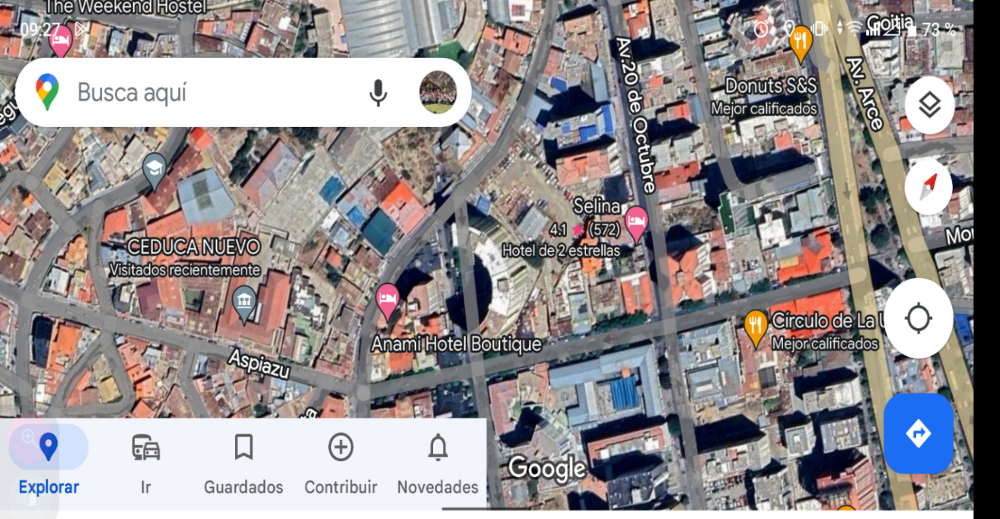 The Weekend Hostel
09:27
Goitia
73 %
Busca aquí
Av. 20 de Octubre
Donuts S&S
Mejor calificados
Av. Arce
Selina
4.1 (572)
Hotel de 2 estrellas
CEDUCA NUEVO
Visitados recientemente
Círculo de La U
Mejor calificados
Anami Hotel Boutique
Aspiazu
Explorar
Ir
Guardados
Contribuir
Novedades
Google